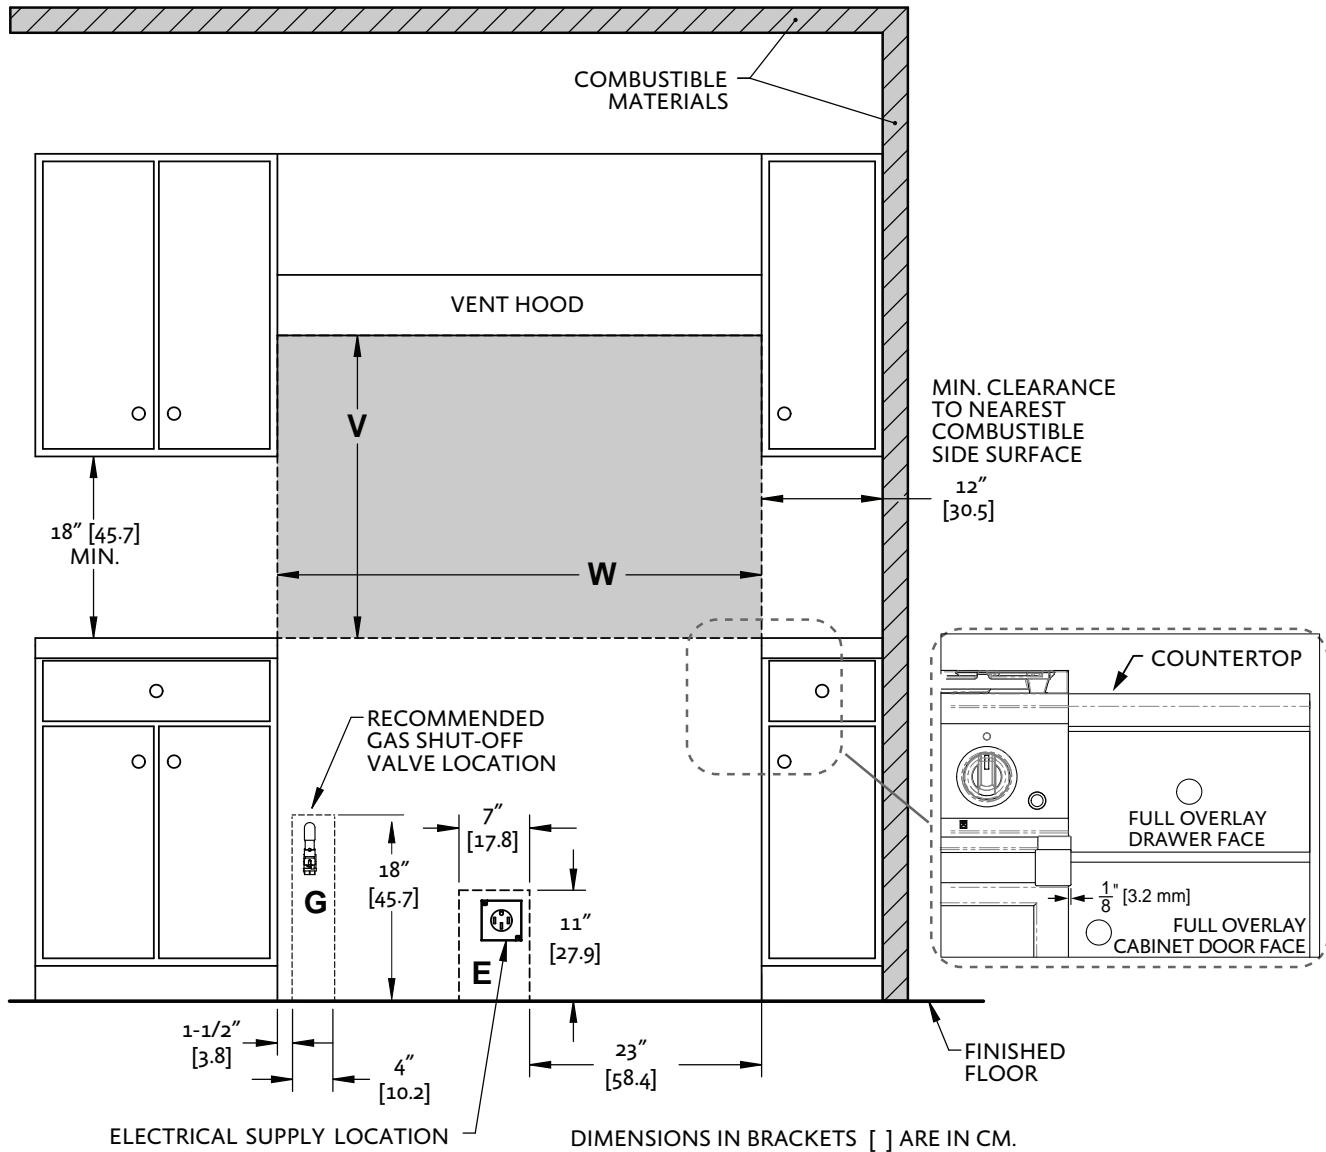 COMBUSTIBLE
MATERIALS
VENT HOOD
V
MIN. CLEARANCE
TO NEAREST
COMBUSTIBLE
SIDE SURFACE
12"
[30.5]
18" [45.7]
MIN.
W
COUNTERTOP
RECOMMENDED
GAS SHUT-OFF
VALVE LOCATION
7"
[17.8]
FULL OVERLAY
DRAWER FACE
18"
[45.7]
G
1/8" [3.2 mm]
11"
[27.9]
FULL OVERLAY
CABINET DOOR FACE
E
1-1/2"
[3.8]
4"
[10.2]
23"
[58.4]
FINISHED
FLOOR
ELECTRICAL SUPPLY LOCATION
DIMENSIONS IN BRACKETS [ ] ARE IN CM.